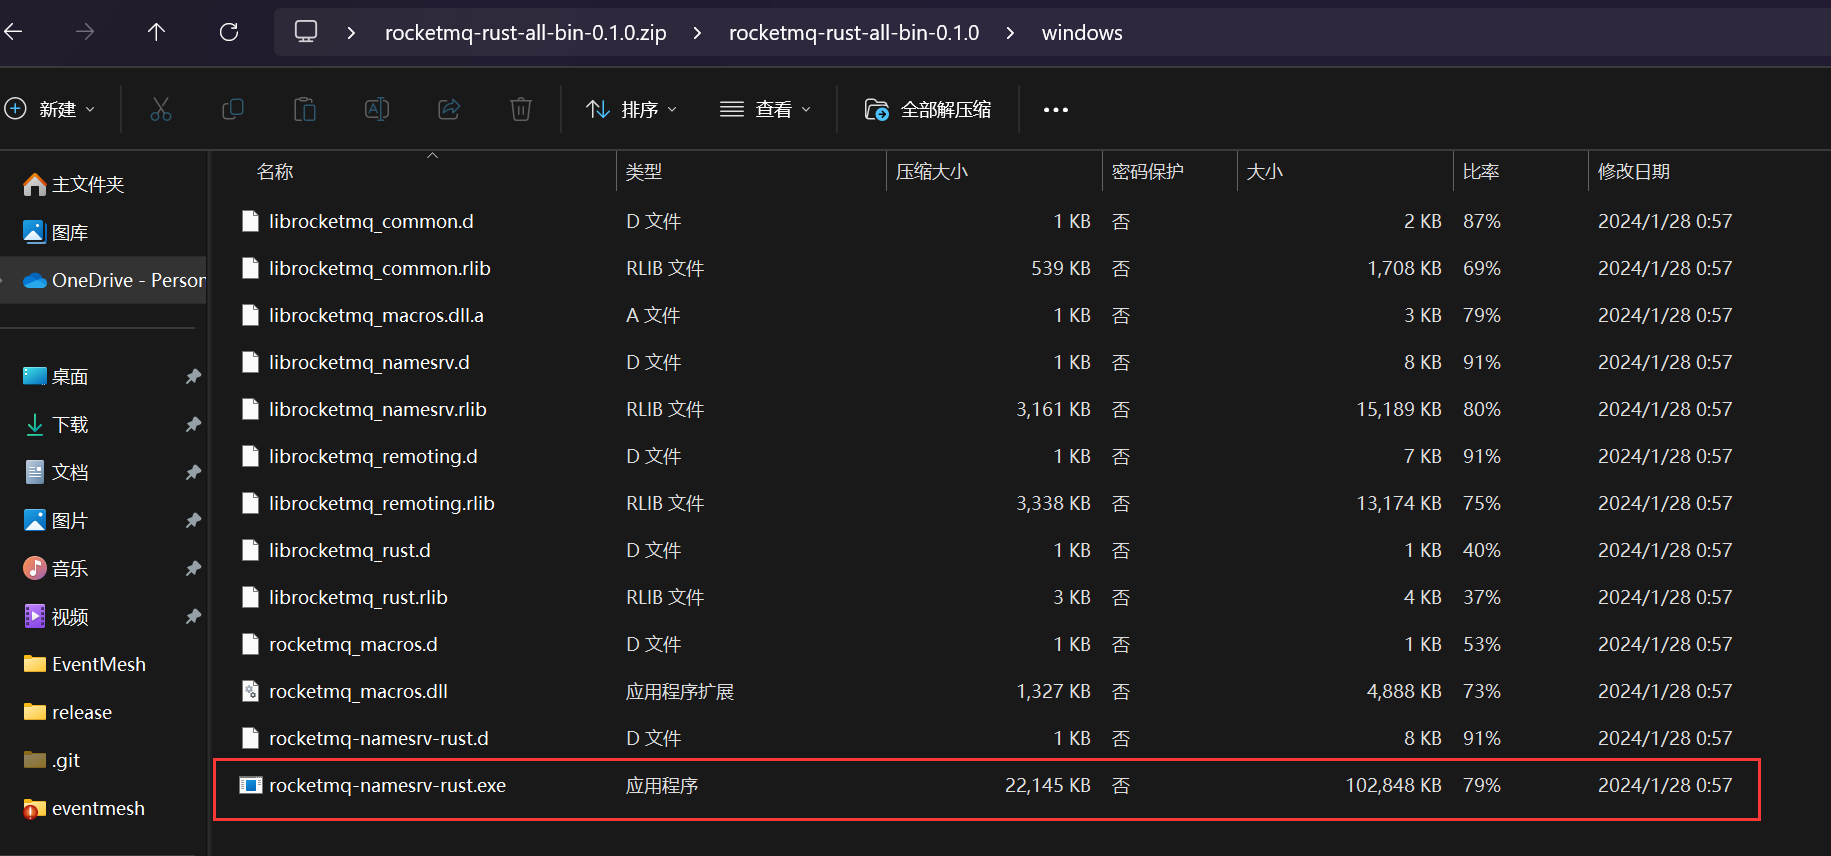 rocketmq-rust-all-bin-0.1.0.zip > rocketmq-rust-all-bin-0.1.0 > windows
新建 排序 查看 全部解压缩 ···
名称 类型 压缩大小 密码保护 大小 比率 修改日期
主文件夹
图库
OneDrive - Person
桌面
下载
文档
图片
音乐
视频
EventMesh
release
.git
eventmesh
librocketmq_common.d D 文件 1 KB 否 2 KB 87% 2024/1/28 0:57
librocketmq_common.rlib RLIB 文件 539 KB 否 1,708 KB 69% 2024/1/28 0:57
librocketmq_macros.dll.a A 文件 1 KB 否 3 KB 79% 2024/1/28 0:57
librocketmq_namesrv.d D 文件 1 KB 否 8 KB 91% 2024/1/28 0:57
librocketmq_namesrv.rlib RLIB 文件 3,161 KB 否 15,189 KB 80% 2024/1/28 0:57
librocketmq_remoting.d D 文件 1 KB 否 7 KB 91% 2024/1/28 0:57
librocketmq_remoting.rlib RLIB 文件 3,338 KB 否 13,174 KB 75% 2024/1/28 0:57
librocketmq_rust.d D 文件 1 KB 否 1 KB 40% 2024/1/28 0:57
librocketmq_rust.rlib RLIB 文件 3 KB 否 4 KB 37% 2024/1/28 0:57
rocketmq_macros.d D 文件 1 KB 否 1 KB 53% 2024/1/28 0:57
rocketmq_macros.dll 应用程序扩展 1,327 KB 否 4,888 KB 73% 2024/1/28 0:57
rocketmq-namesrv-rust.d D 文件 1 KB 否 8 KB 91% 2024/1/28 0:57
rocketmq-namesrv-rust.exe 应用程序 22,145 KB 否 102,848 KB 79% 2024/1/28 0:57